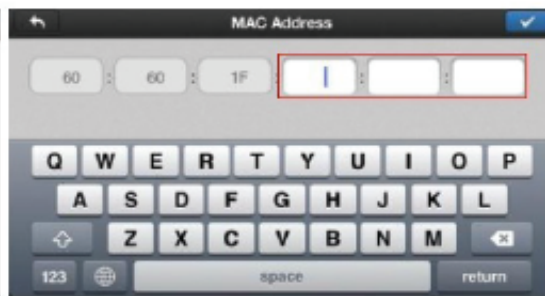 MAC Address
60 : 60 : 1F : : :
Q W E R T Y U I O P
A S D F G H J K L
Z X C V B N M
123 space return